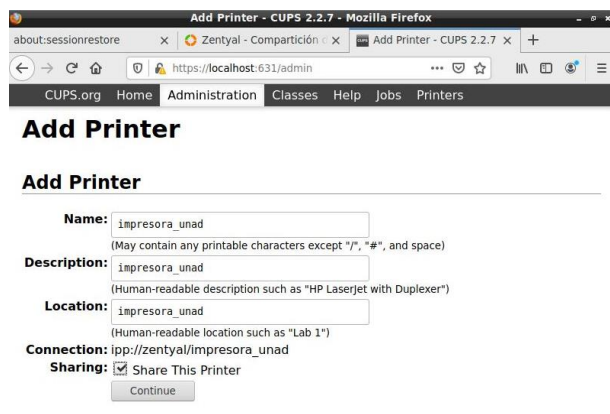 Add Printer - CUPS 2.2.7 - Mozilla Firefox
about:sessionrestore
Zentyal - Compartición d
Add Printer - CUPS 2.2.7
https://localhost:631/admin
CUPS.org Home Administration Classes Help Jobs Printers
Add Printer
Add Printer
Name: impresora_unad
(May contain any printable characters except "/", "#", and space)
Description: impresora_unad
(Human-readable description such as "HP LaserJet with Duplexer")
Location: impresora_unad
(Human-readable location such as "Lab 1")
Connection: ipp://zentyal/impresora_unad
Sharing: Share This Printer
Continue